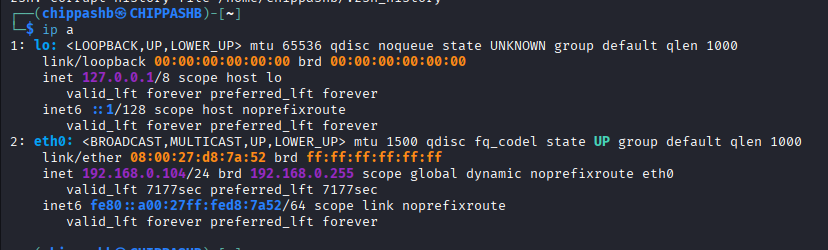 zsh: corrupt history file /home/chippashb/.zsh_history
┌──(chippashb㉿CHIPPASHB)-[~]
└─$ ip a
1: lo: <LOOPBACK,UP,LOWER_UP> mtu 65536 qdisc noqueue state UNKNOWN group default qlen 1000
    link/loopback 00:00:00:00:00:00 brd 00:00:00:00:00:00
    inet 127.0.0.1/8 scope host lo
       valid_lft forever preferred_lft forever
    inet6 ::1/128 scope host noprefixroute
       valid_lft forever preferred_lft forever
2: eth0: <BROADCAST,MULTICAST,UP,LOWER_UP> mtu 1500 qdisc fq_codel state UP group default qlen 1000
    link/ether 08:00:27:d8:7a:52 brd ff:ff:ff:ff:ff:ff
    inet 192.168.0.104/24 brd 192.168.0.255 scope global dynamic noprefixroute eth0
       valid_lft 7177sec preferred_lft 7177sec
    inet6 fe80::a00:27ff:fed8:7a52/64 scope link noprefixroute
       valid_lft forever preferred_lft forever
┌──(chippashb㉿CHIPPASHB)-[~]